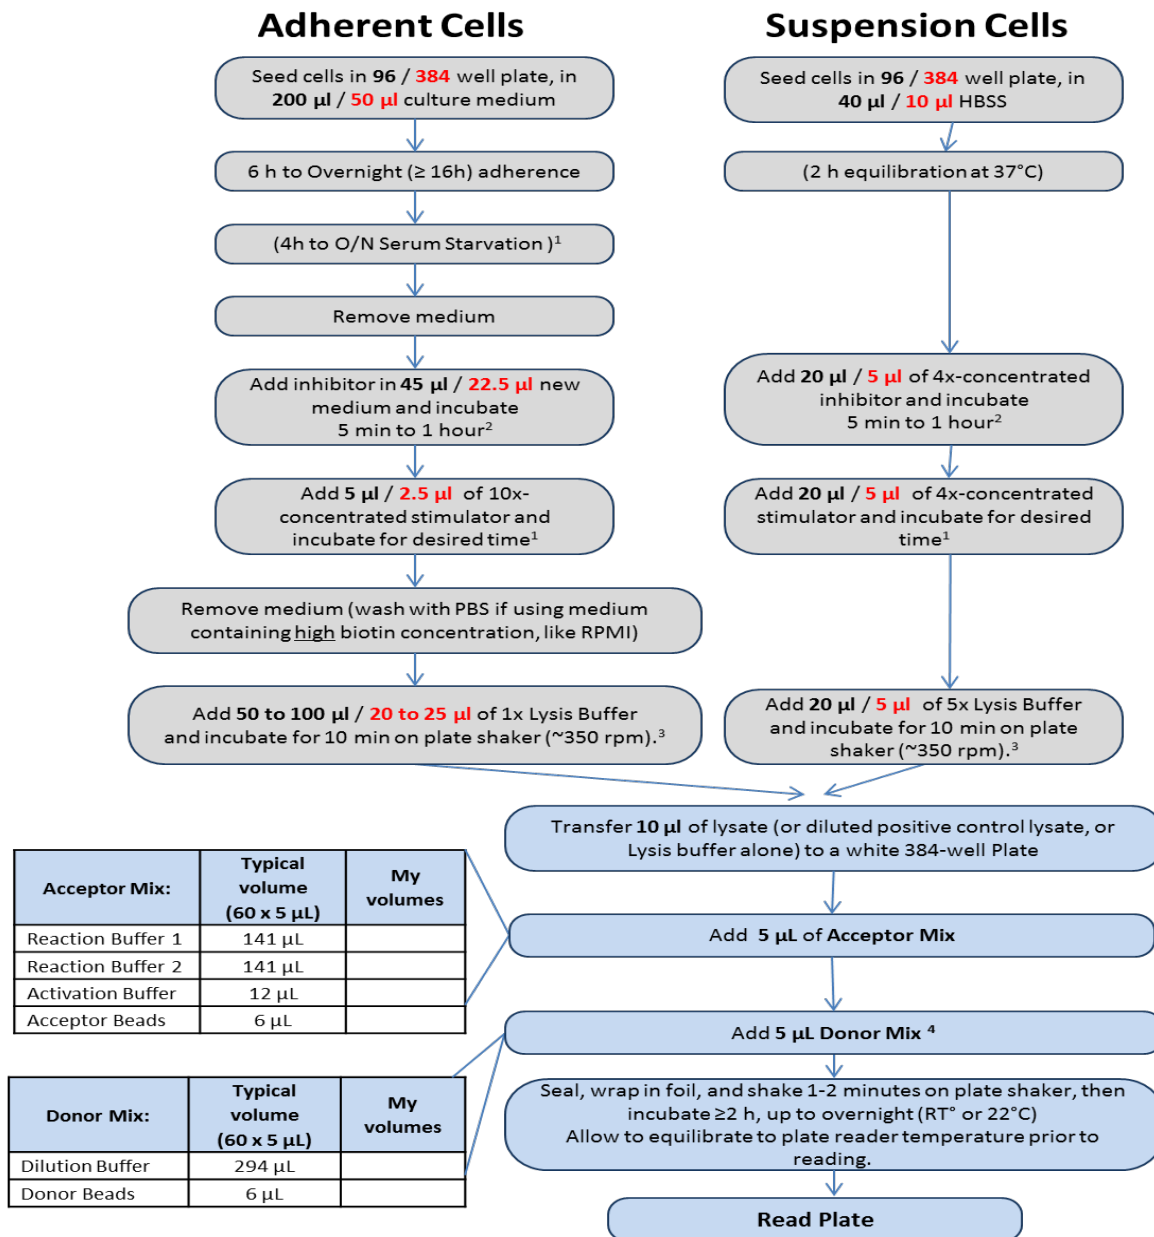 Adherent Cells
Seed cells in 96 / 384 well plate, in
200 µl / 50 µl culture medium
6 h to Overnight (≥ 16h) adherence
(4h to O/N Serum Starvation )¹
Remove medium
Add inhibitor in 45 µl / 22.5 µl new
medium and incubate
5 min to 1 hour²
Add 5 µl / 2.5 µl of 10x-
concentrated stimulator and
incubate for desired time¹
Remove medium (wash with PBS if using medium
containing high biotin concentration, like RPMI)
Add 50 to 100 µl / 20 to 25 µl of 1x Lysis Buffer
and incubate for 10 min on plate shaker (~350 rpm).³
Suspension Cells
Seed cells in 96 / 384 well plate, in
40 µl / 10 µl HBSS
(2 h equilibration at 37°C)
Add 20 µl / 5 µl of 4x-concentrated
inhibitor and incubate
5 min to 1 hour²
Add 20 µl / 5 µl of 4x-concentrated
stimulator and incubate for desired
time¹
Add 20 µl / 5 µl of 5x Lysis Buffer
and incubate for 10 min on plate
shaker (~350 rpm).³
Transfer 10 µl of lysate (or diluted positive control lysate, or
Lysis buffer alone) to a white 384-well Plate
Add 5 µL of Acceptor Mix
Acceptor Mix:
Typical
volume
(60 x 5 µL)
My
volumes
Reaction Buffer 1 141 µL
Reaction Buffer 2 141 µL
Activation Buffer 12 µL
Acceptor Beads 6 µL
Add 5 µL Donor Mix ⁴
Donor Mix:
Typical
volume
(60 x 5 µL)
My
volumes
Dilution Buffer 294 µL
Donor Beads 6 µL
Seal, wrap in foil, and shake 1-2 minutes on plate shaker, then
incubate ≥2 h, up to overnight (RT° or 22°C)
Allow to equilibrate to plate reader temperature prior to
reading.
Read Plate